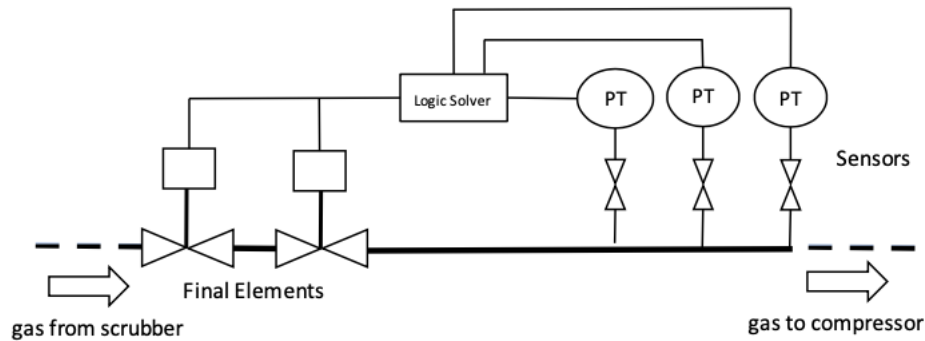 Logic Solver
PT
PT
PT
Sensors
Final Elements
gas from scrubber
gas to compressor